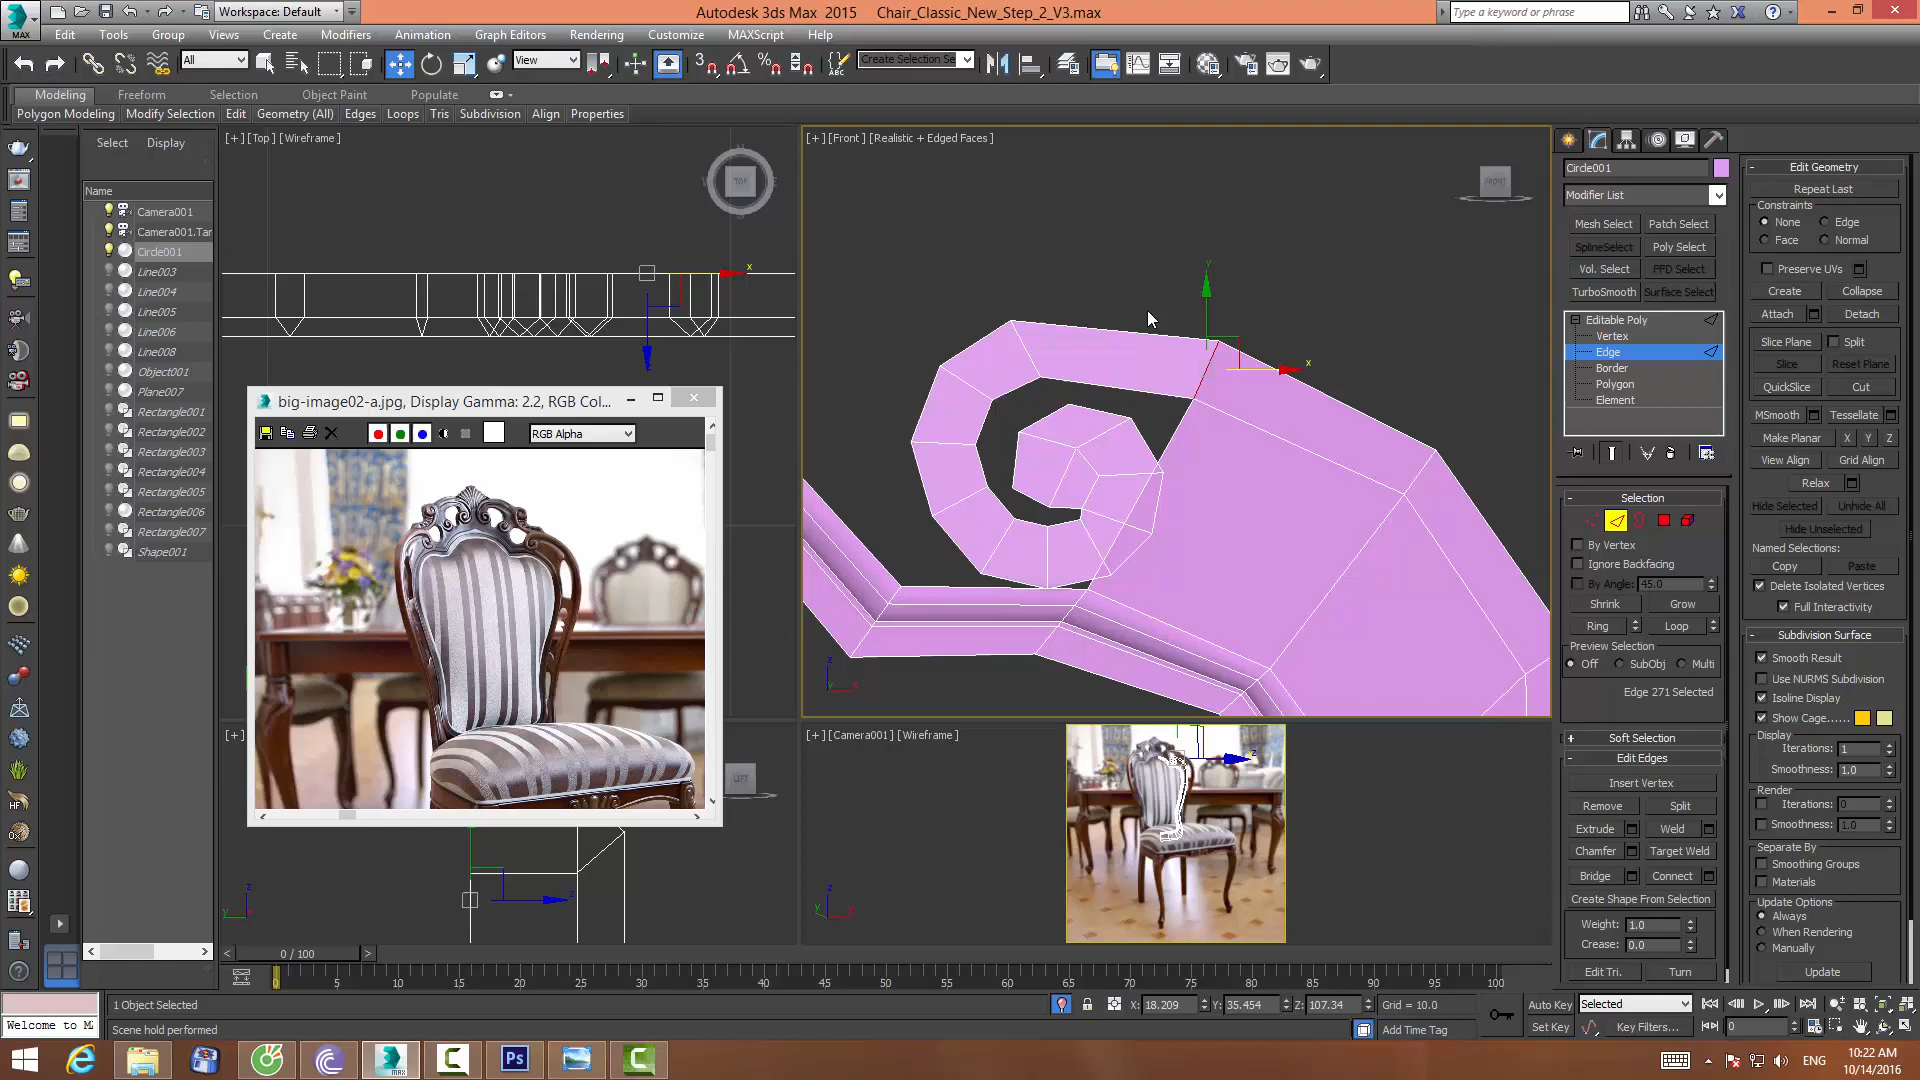 Workspace: Default
Autodesk 3ds Max 2015 Chair_Classic_New_Step_2_V3.max
Type a keyword or phrase
MAX
Edit Tools Group Views Create Modifiers Animation Graph Editors Rendering Customize MAXScript Help
All
View
Create Selection Se
Modeling Freeform Selection Object Paint Populate
Polygon Modeling Modify Selection Edit Geometry (All) Edges Loops Tris Subdivision Align Properties
Select Display
Name
Camera001
Camera001.Tar
Circle001
Line003
Line004
Line005
Line006
Line008
Object001
Plane007
Rectangle001
Rectangle002
Rectangle003
Rectangle004
Rectangle005
Rectangle006
Rectangle007
Shape001
[+] [Top] [Wireframe]
TOP
x
[+] [Front] [Realistic + Edged Faces]
FRONT
y
x
big-image02-a.jpg, Display Gamma: 2.2, RGB Col...
RGB Alpha
[+]
LEFT
[+] [Camera001] [Wireframe]
Circle001
Modifier List
Mesh Select Patch Select
SplineSelect Poly Select
Vol. Select FFD Select
TurboSmooth Surface Select
Editable Poly
Vertex
Edge
Border
Polygon
Element
Selection
By Vertex
Ignore Backfacing
By Angle: 45.0
Shrink Grow
Ring Loop
Preview Selection
Off SubObj Multi
Edge 271 Selected
Soft Selection
Edit Edges
Insert Vertex
Remove Split
Extrude Weld
Chamfer Target Weld
Bridge Connect
Create Shape From Selection
Weight: 1.0
Crease: 0.0
Edit Tri. Turn
Edit Geometry
Repeat Last
Constraints
None Edge
Face Normal
Preserve UVs
Create Collapse
Attach Detach
Slice Plane Split
Slice Reset Plane
QuickSlice Cut
MSmooth Tessellate
Make Planar X Y Z
View Align Grid Align
Relax
Hide Selected Unhide All
Hide Unselected
Named Selections:
Copy Paste
Delete Isolated Vertices
Full Interactivity
Subdivision Surface
Smooth Result
Use NURMS Subdivision
Isoline Display
Show Cage......
Display
Iterations: 1
Smoothness: 1.0
Render
Iterations: 0
Smoothness: 1.0
Separate By
Smoothing Groups
Materials
Update Options
Always
When Rendering
Manually
Update
0 / 100
0 5 10 15 20 25 30 35 40 45 50 55 60 65 70 75 80 85 90 95 100
1 Object Selected
X: 18.209 Y: 35.454 Z: 107.34 Grid = 10.0
Auto Key Selected
Welcome to M
Scene hold performed
Add Time Tag
Set Key Key Filters... 0
Ps
ENG
10:22 AM
10/14/2016